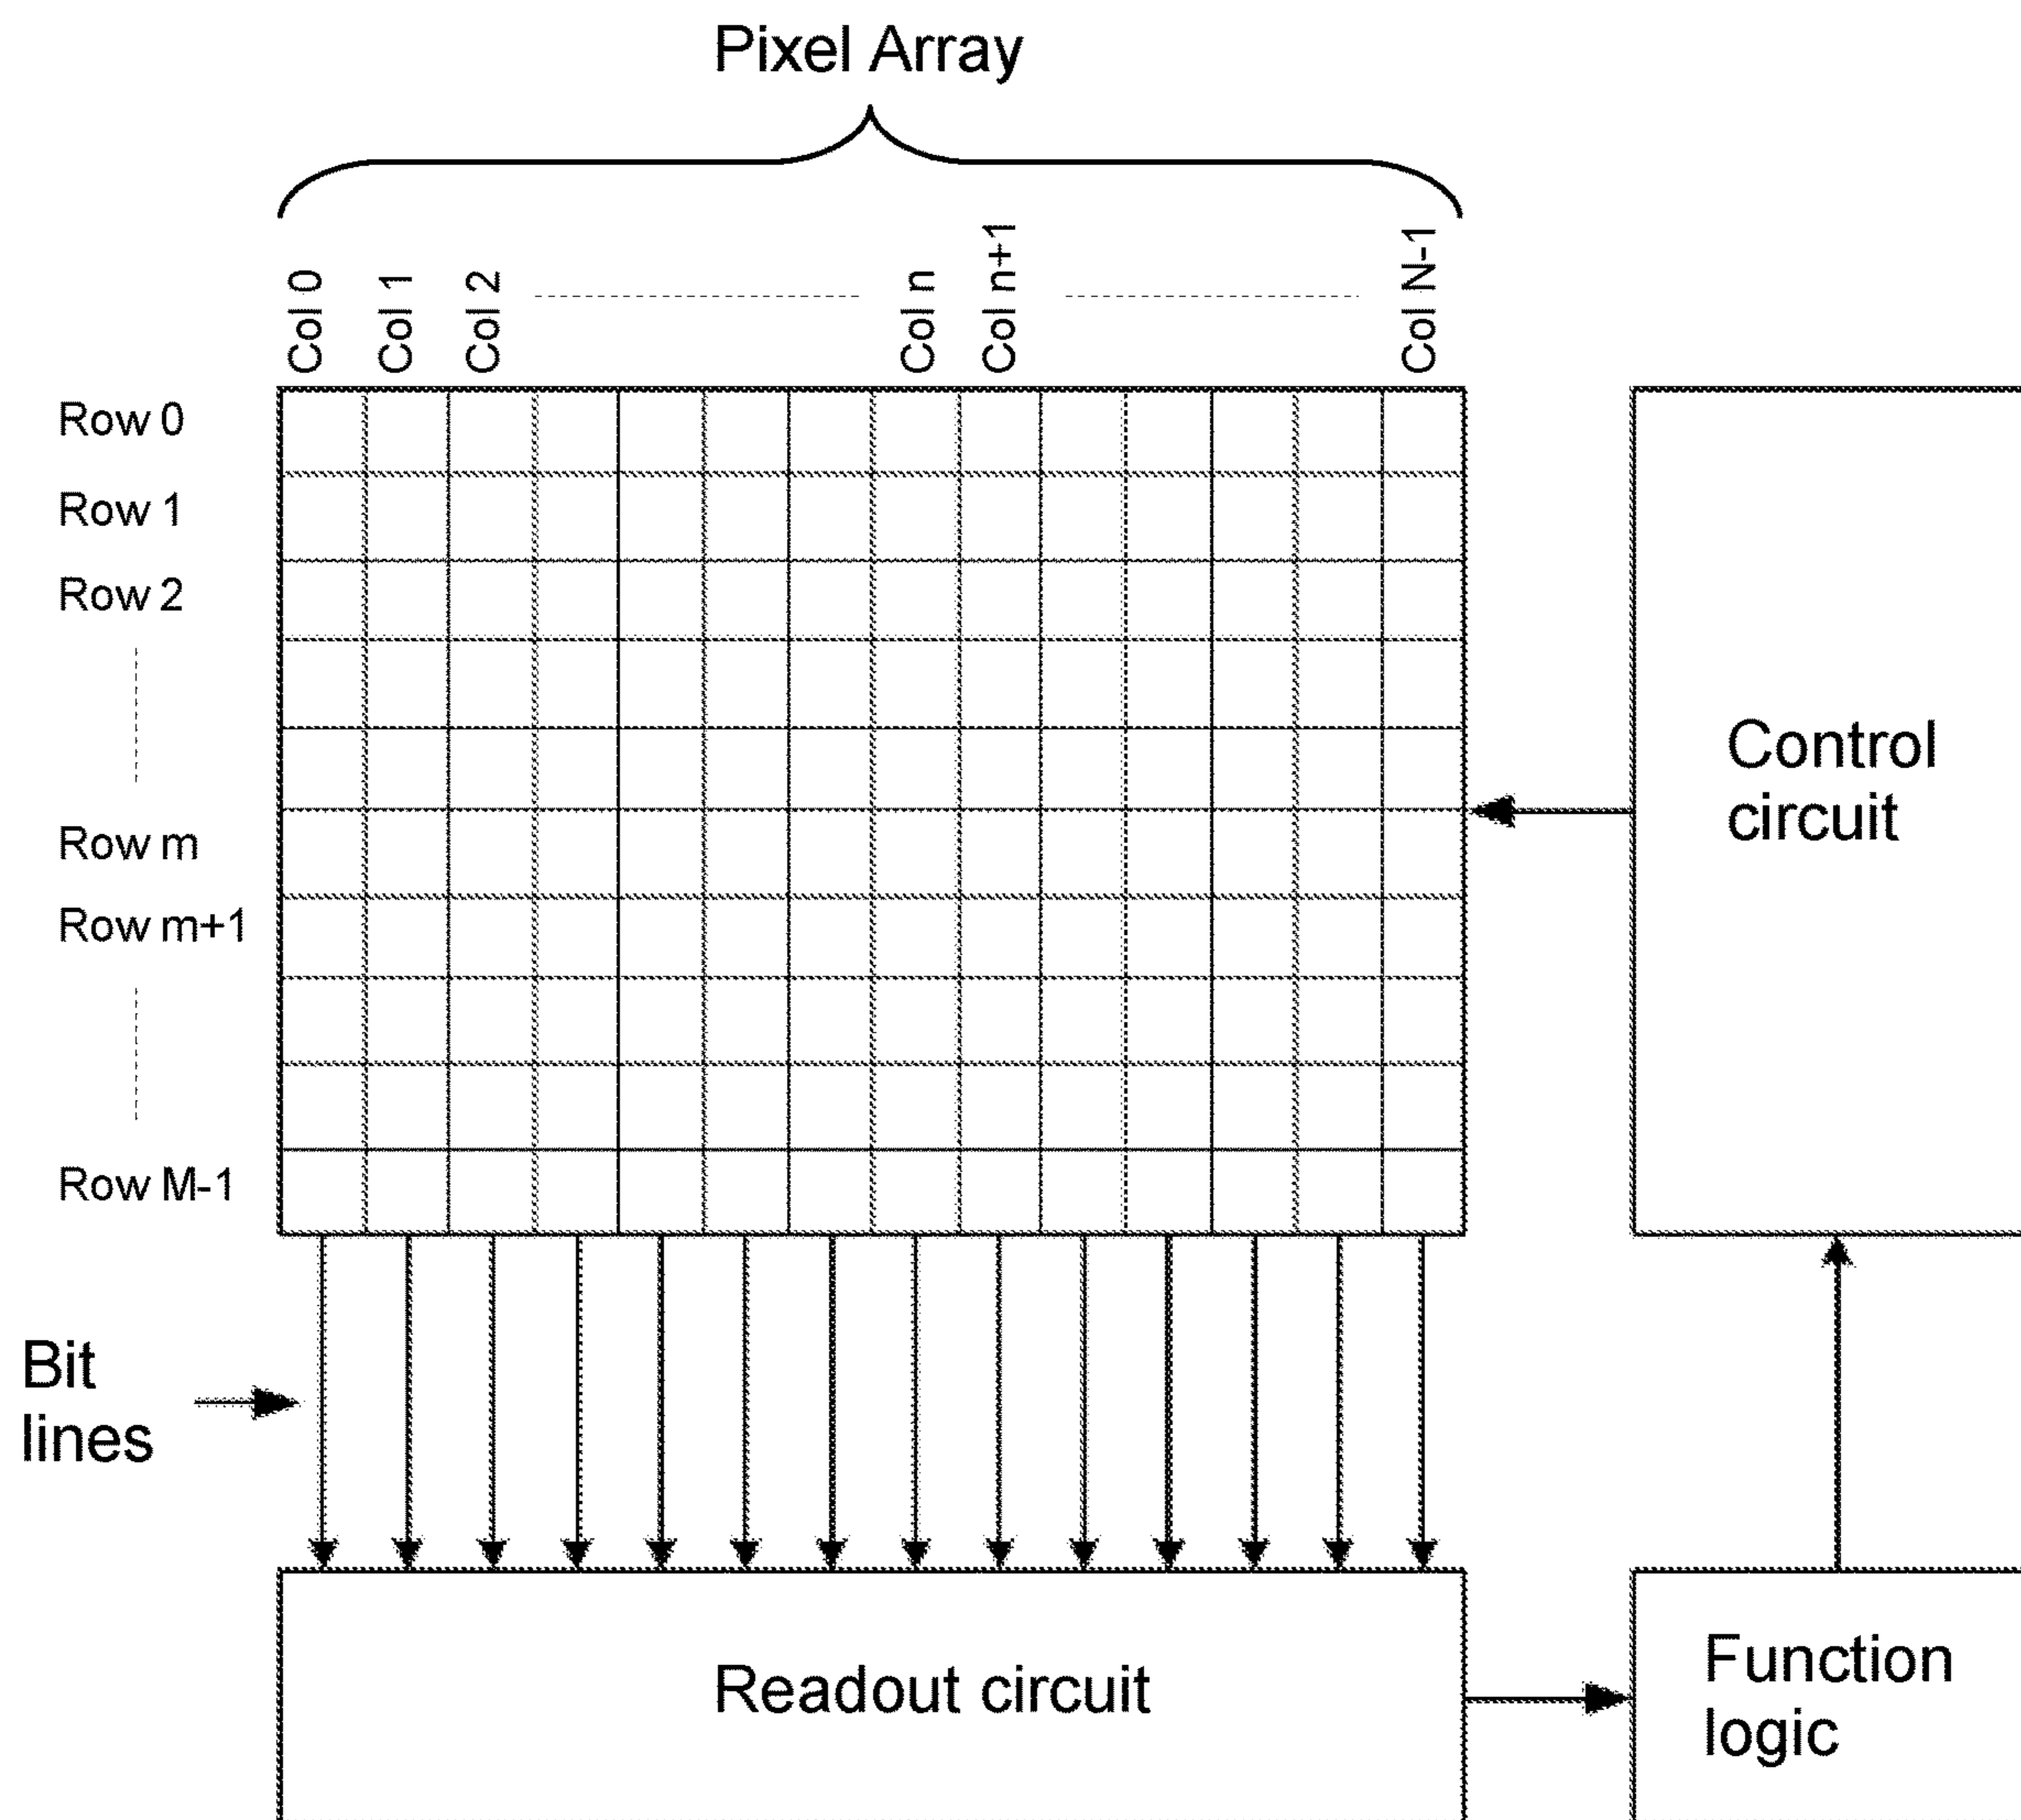 Pixel Array
Col 0
Col 1
Col 2
Col n
Col n+1
Col N-1
Row 0
Row 1
Row 2
Row m
Row m+1
Row M-1
Control
circuit
Bit
lines
Readout circuit
Function
logic